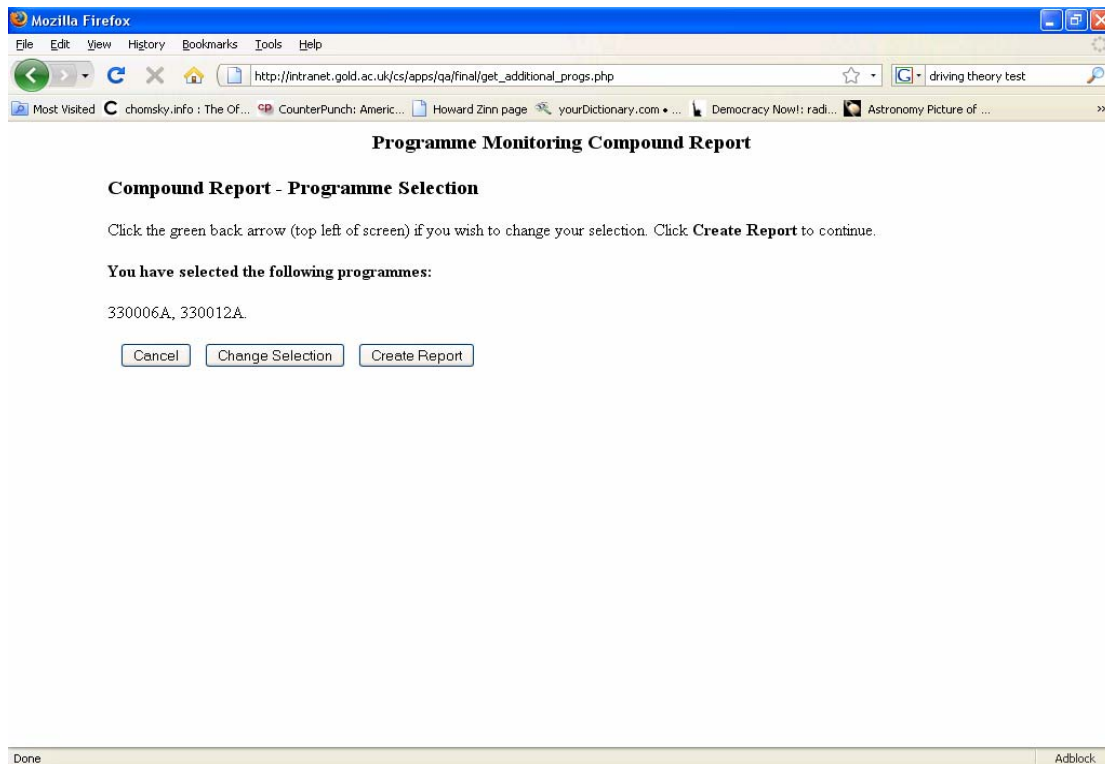 Mozilla Firefox
File Edit View History Bookmarks Tools Help
http://intranet.gold.ac.uk/cs/apps/qa/final/get_additional_progs.php G driving theory test
Most Visited C chomsky.info : The Of... CP CounterPunch: Americ... Howard Zinn page yourDictionary.com • ... Democracy Now!: radi... Astronomy Picture of ... »
Programme Monitoring Compound Report
Compound Report - Programme Selection
Click the green back arrow (top left of screen) if you wish to change your selection. Click Create Report to continue.
You have selected the following programmes:
330006A, 330012A.
Cancel Change Selection Create Report
Done Adblock